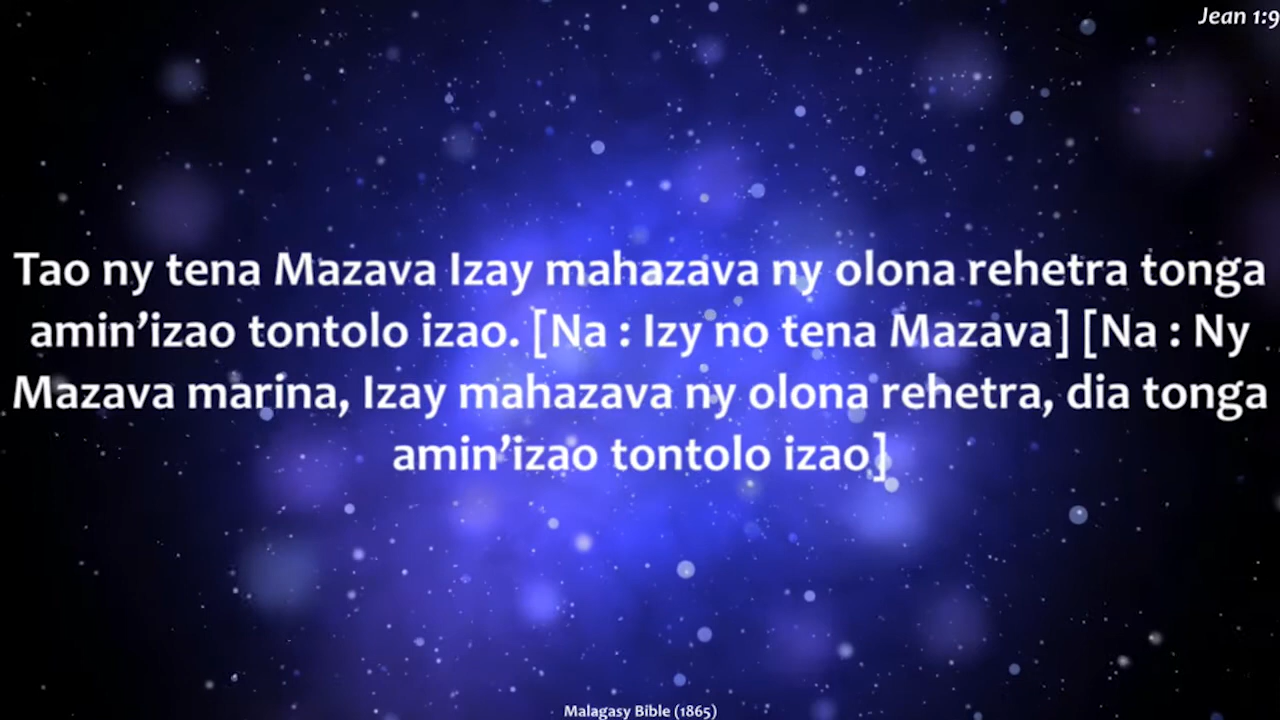 Jean 1:9
Tao ny tena Mazava Izay mahazava ny olona rehetra tonga
amin’izao tontolo izao. [Na : Izy no tena Mazava] [Na : Ny
Mazava marina, Izay mahazava ny olona rehetra, dia tonga
amin’izao tontolo izao]
Malagasy Bible (1865)